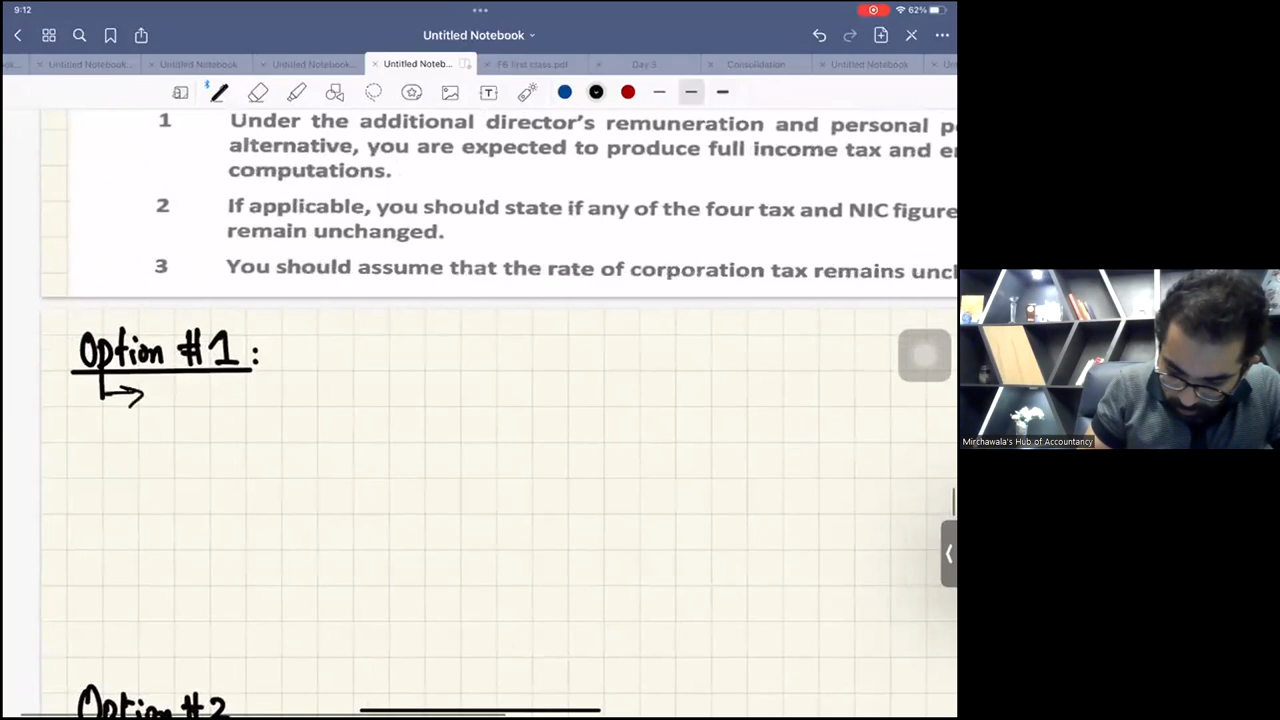 9:12
62%
Untitled Notebook
Untitled Notebook... Untitled Notebook Untitled Notebook... Untitled Noteb... F6 first class.pdf Day 5 Consolidation Untitled Notebook
1 Under the additional director's remuneration and personal pe
alternative, you are expected to produce full income tax and e
computations.
2 If applicable, you should state if any of the four tax and NIC figure
remain unchanged.
3 You should assume that the rate of corporation tax remains uncl
Option #1:
Mirchawala's Hub of Accountancy
Option #2